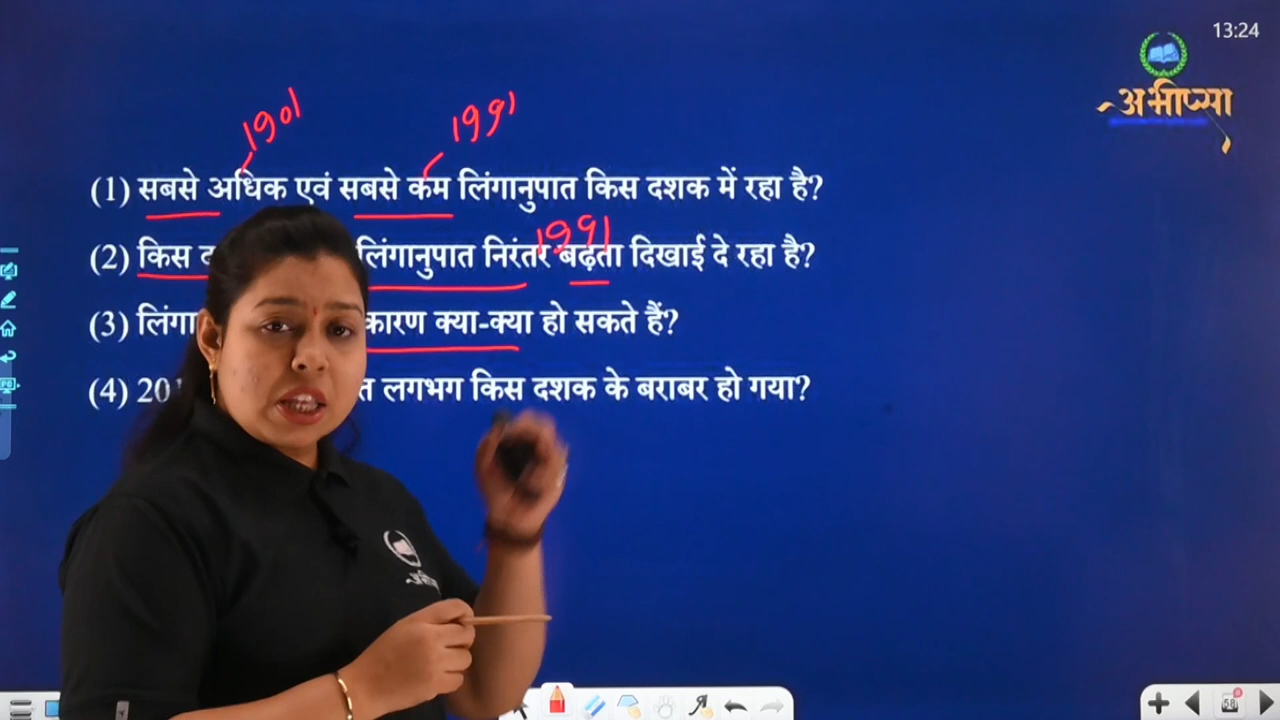 13:24
अभीप्सा
1901
1991
(1) सबसे अधिक एवं सबसे कम लिंगानुपात किस दशक में रहा है?
1991
(2) किस लिंगानुपात निरंतर बढ़ता दिखाई दे रहा है?
(3) कारण क्या-क्या हो सकते हैं?
(4) लगभग किस दशक के बराबर हो गया?
58